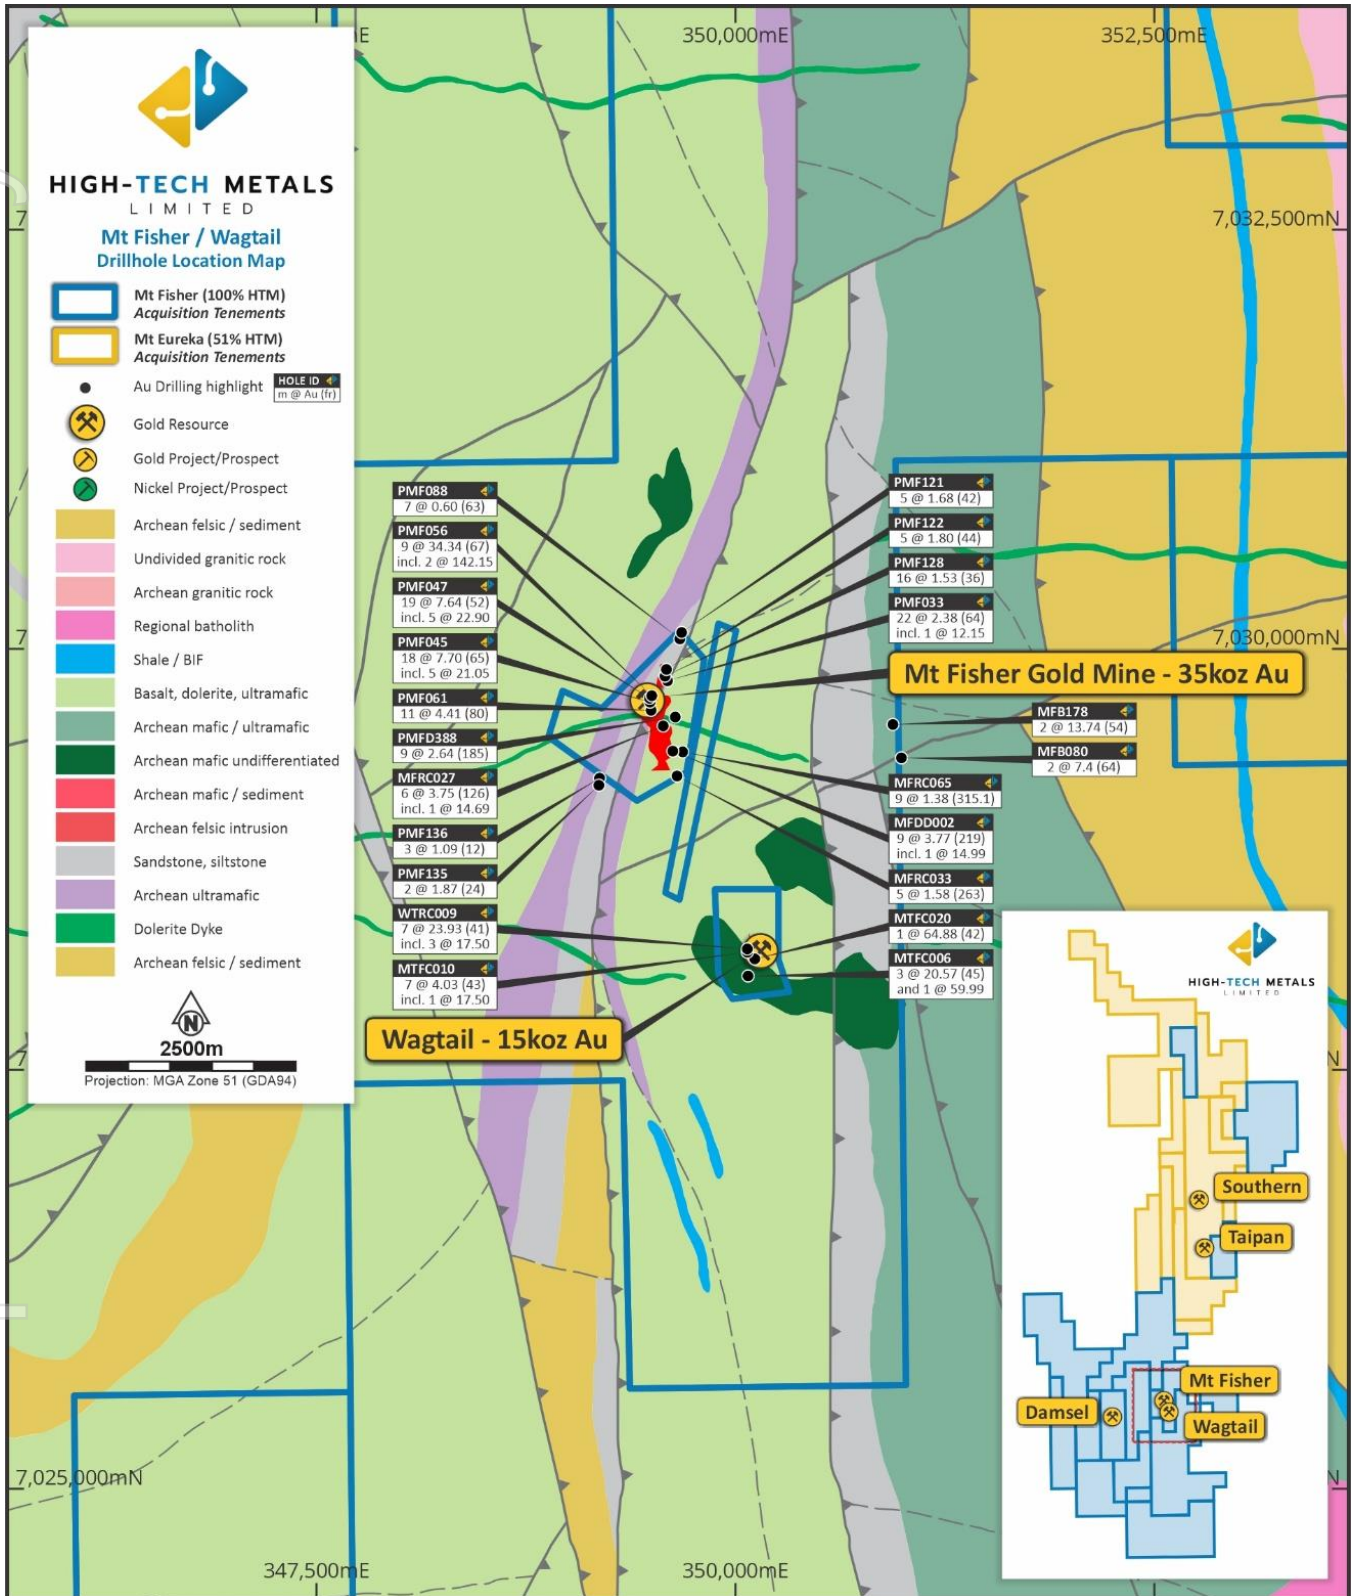 350,000mE
352,500mE
HIGH-TECH METALS
LIMITED
Mt Fisher / Wagtail
Drillhole Location Map
Mt Fisher (100% HTM)
Acquisition Tenements
Mt Eureka (51% HTM)
Acquisition Tenements
Au Drilling highlight
HOLE ID
m @ Au (fr)
Gold Resource
Gold Project/Prospect
Nickel Project/Prospect
Archean felsic / sediment
Undivided granitic rock
Archean granitic rock
Regional batholith
Shale / BIF
Basalt, dolerite, ultramafic
Archean mafic / ultramafic
Archean mafic undifferentiated
Archean mafic / sediment
Archean felsic intrusion
Sandstone, siltstone
Archean ultramafic
Dolerite Dyke
Archean felsic / sediment
N
2500m
Projection: MGA Zone 51 (GDA94)
7,032,500mN
PMF088
7 @ 0.60 (63)
PMF056
9 @ 34.34 (67)
incl. 2 @ 142.15
PMF047
19 @ 7.64 (52)
incl. 5 @ 22.90
PMF045
18 @ 7.70 (65)
incl. 5 @ 21.05
PMF061
11 @ 4.41 (80)
PMFD388
9 @ 2.64 (185)
MFRC027
6 @ 3.75 (126)
incl. 1 @ 14.69
PMF136
3 @ 1.09 (12)
PMF135
2 @ 1.87 (24)
WTRC009
7 @ 23.93 (41)
incl. 3 @ 17.50
MTFC010
7 @ 4.03 (43)
incl. 1 @ 17.50
Wagtail - 15koz Au
PMF121
5 @ 1.68 (42)
PMF122
5 @ 1.80 (44)
PMF128
16 @ 1.53 (36)
PMF033
22 @ 2.38 (64)
incl. 1 @ 12.15
7,030,000mN
Mt Fisher Gold Mine - 35koz Au
MFB178
2 @ 13.74 (54)
MFB080
2 @ 7.4 (64)
MFRC065
9 @ 1.38 (315.1)
MFDD002
9 @ 3.77 (219)
incl. 1 @ 14.99
MFRC033
5 @ 1.58 (263)
MTFC020
1 @ 64.88 (42)
MTFC006
3 @ 20.57 (45)
and 1 @ 59.99
HIGH-TECH METALS
LIMITED
Southern
Taipan
Mt Fisher
Damsel
Wagtail
7,025,000mN
347,500mE
350,000mE